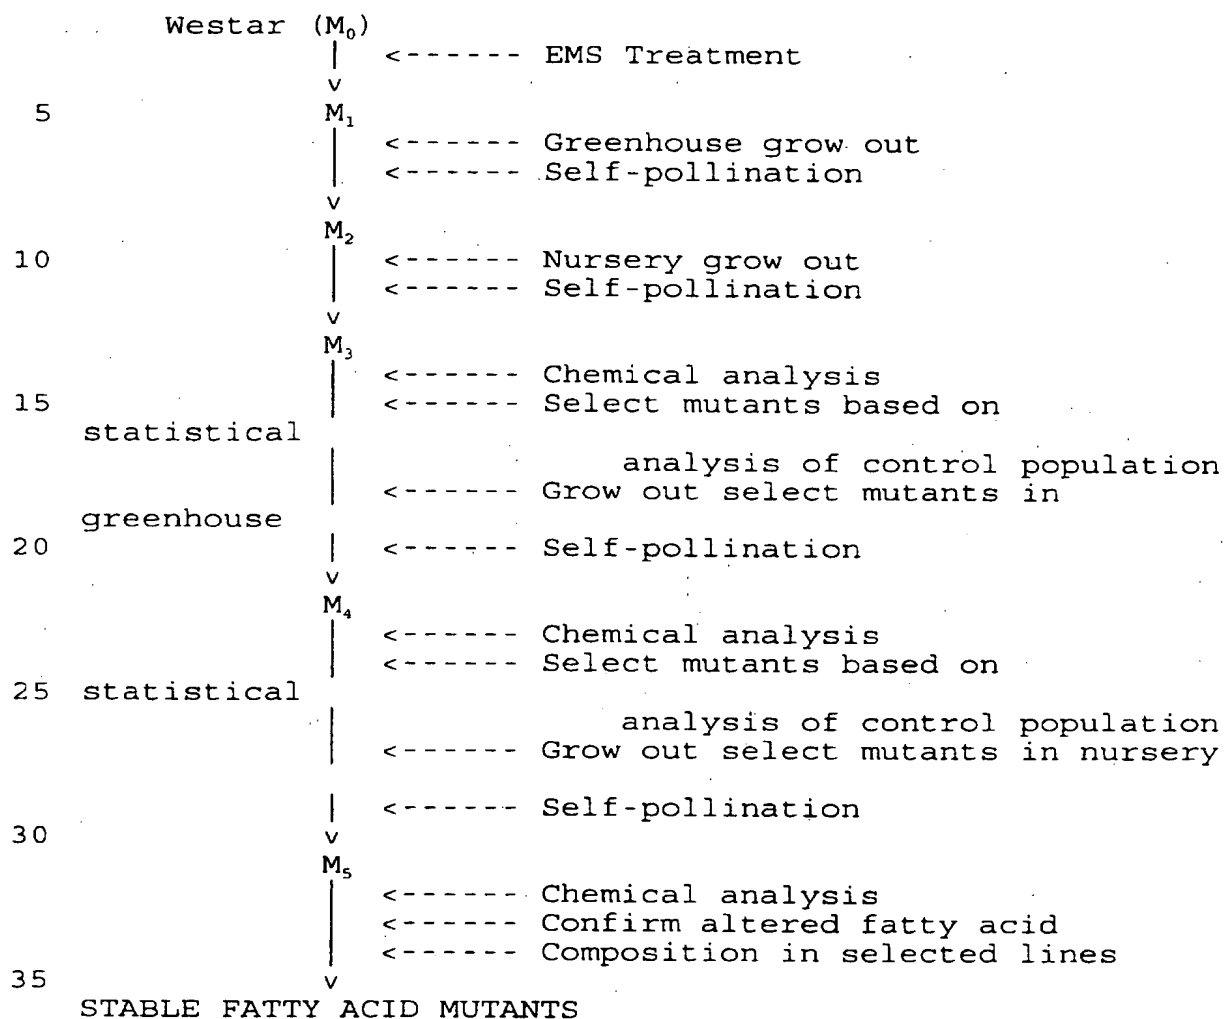 Westar (M₀)
| <------ EMS Treatment
v
5 M₁
| <------ Greenhouse grow out
| <------ Self-pollination
v
M₂
10 | <------ Nursery grow out
| <------ Self-pollination
v
M₃
| <------ Chemical analysis
15 | <------ Select mutants based on
statistical
| analysis of control population
| <------ Grow out select mutants in
greenhouse
20 | <------ Self-pollination
v
M₄
| <------ Chemical analysis
| <------ Select mutants based on
25 statistical
| analysis of control population
| <------ Grow out select mutants in nursery
| <------ Self-pollination
30 v
M₅
| <------ Chemical analysis
| <------ Confirm altered fatty acid
| <------ Composition in selected lines
35 v
STABLE FATTY ACID MUTANTS